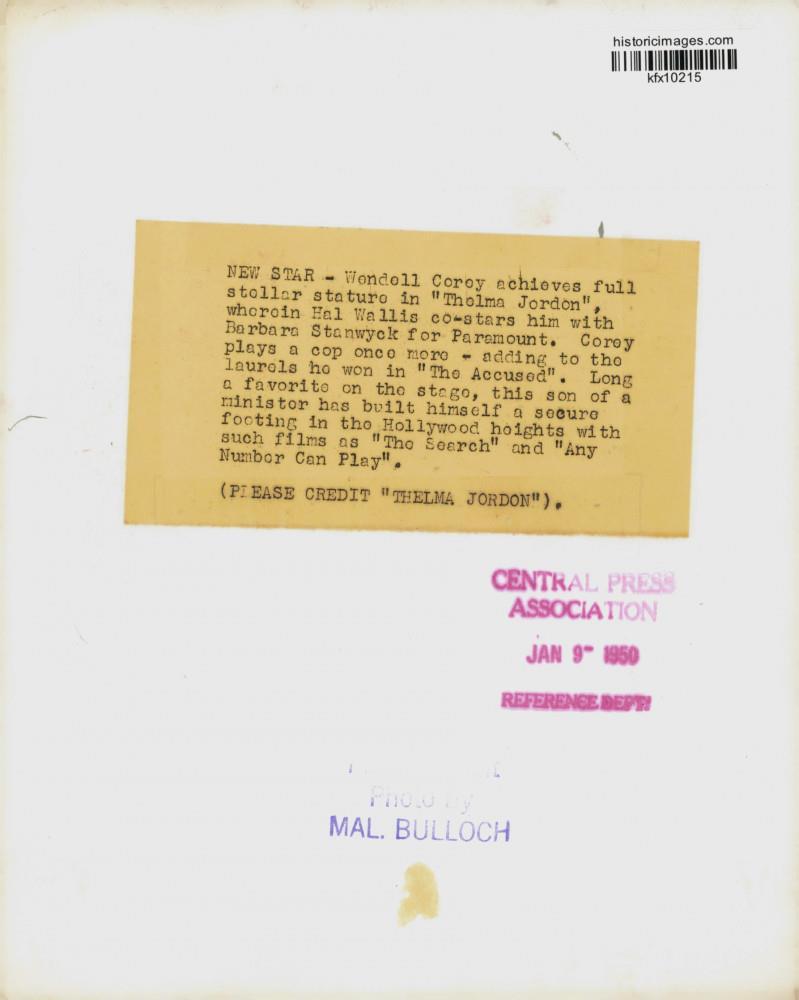 historicimages.com
kfx10215
NEW STAR - Wendell Corey achieves full
stellar stature in "Thelma Jordon",
wherein Hal Wallis co-stars him with
Barbara Stanwyck for Paramount. Corey
plays a cop once more - adding to the
laurels he won in "The Accused". Long
a favorite on the stage, this son of a
minister has built himself a secure
footing in the Hollywood heights with
such films as "The Search" and "Any
Number Can Play".
(PLEASE CREDIT "THELMA JORDON").
CENTRAL PRESS
ASSOCIATION
JAN 9- 1950
REFERENCE DEPT.
Photo by
MAL. BULLOCH